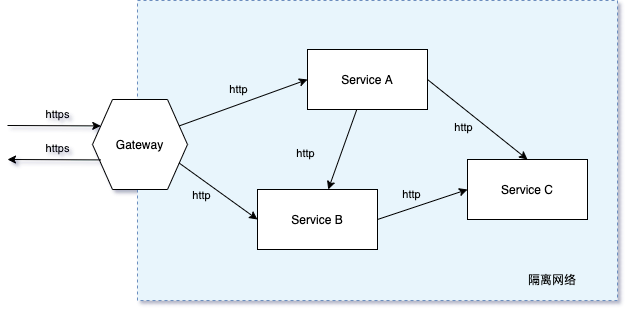 Service A
http
https
http
Gateway
http
https
Service C
http
http
Service B
隔离网络